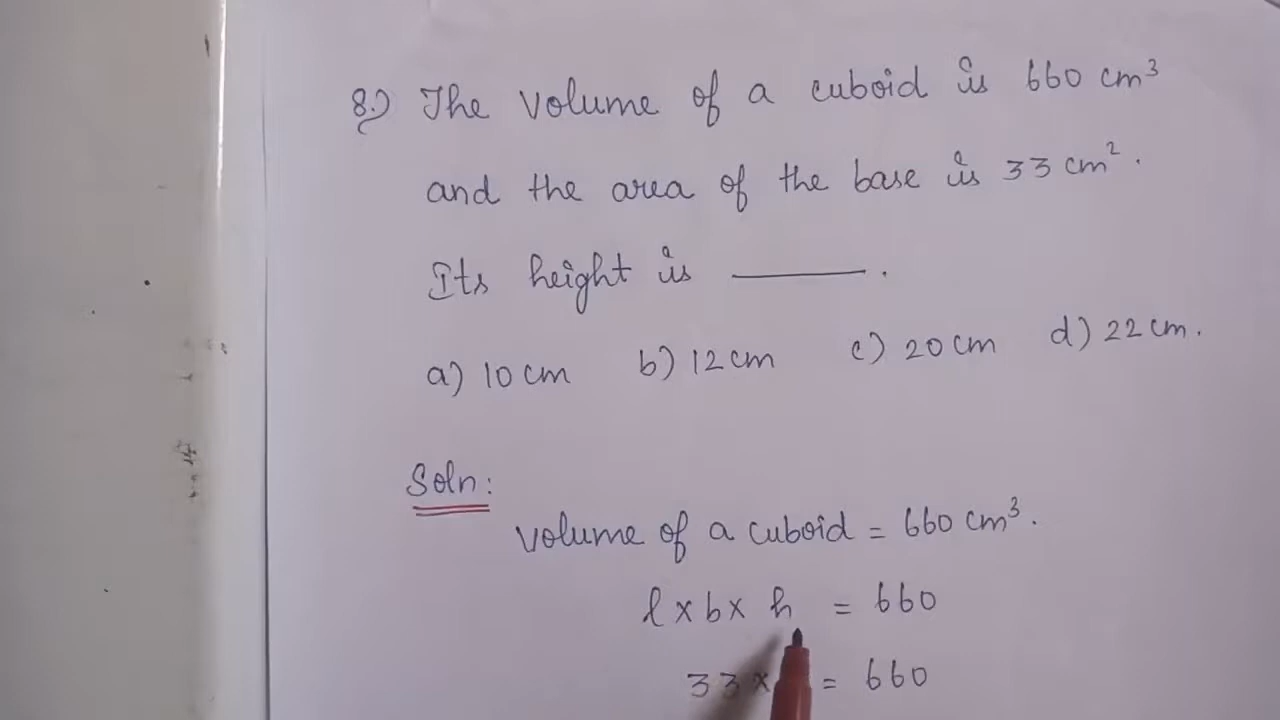 8.) The volume of a cuboid is 660 cm³
and the area of the base is 33 cm².
Its height is ———.
a) 10 cm b) 12 cm c) 20 cm d) 22 cm.
Soln:
Volume of a cuboid = 660 cm³.
l × b × h = 660
33 × = 660